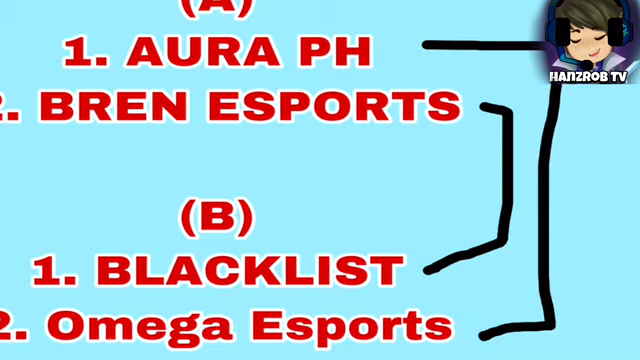 (A)
1. AURA PH
2. BREN ESPORTS
(B)
1. BLACKLIST
2. Omega Esports
HANZROB TV